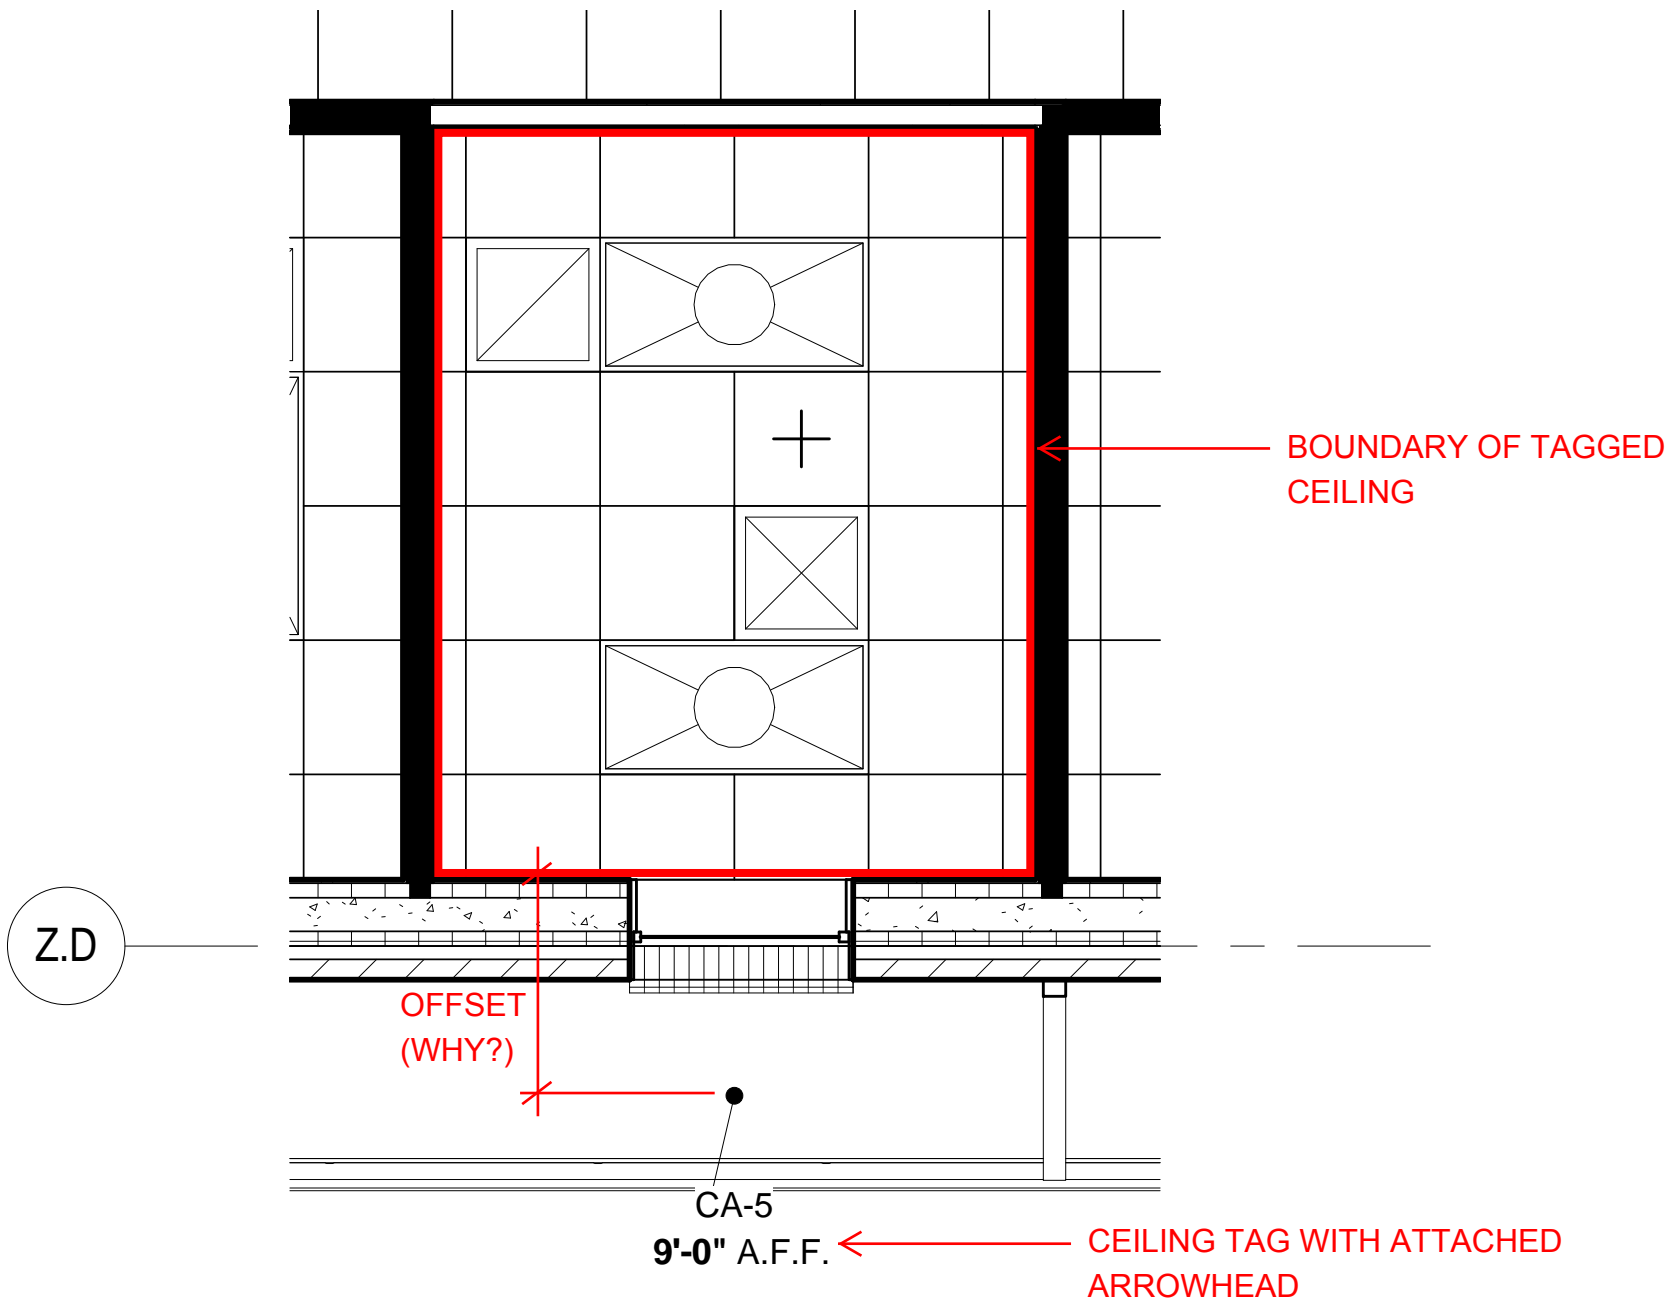 BOUNDARY OF TAGGED
CEILING
Z.D
OFFSET
(WHY?)
CA-5
9'-0" A.F.F.
CEILING TAG WITH ATTACHED
ARROWHEAD